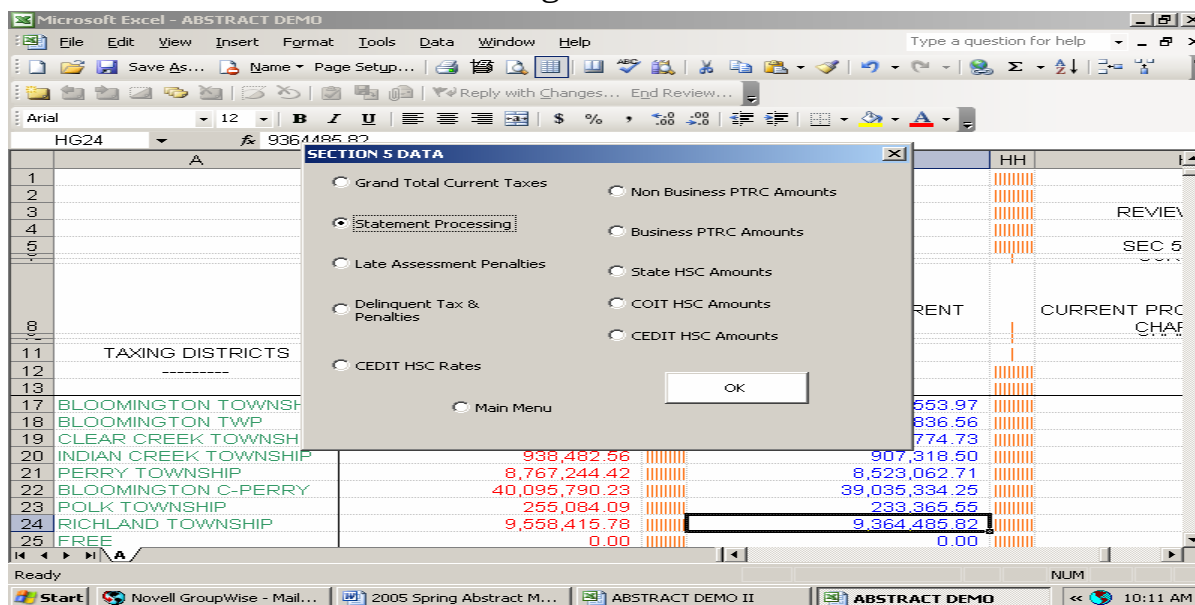 Microsoft Excel - ABSTRACT DEMO
File Edit View Insert Format Tools Data Window Help Type a question for help
Save As... Name Page Setup...
Reply with Changes... End Review...
Arial 12 B I U $ % ,
HG24 fx 9364485.82
A HH
SECTION 5 DATA
Grand Total Current Taxes
Non Business PTRC Amounts
Statement Processing
Business PTRC Amounts
Late Assessment Penalties
State HSC Amounts
Delinquent Tax & Penalties
COIT HSC Amounts
CEDIT HSC Amounts
CEDIT HSC Rates
OK
Main Menu
1
2
3 REVIEW
4
5 SEC 5
8 RENT CURRENT PRO
CHAR
11 TAXING DISTRICTS
12 ---------
13
17 BLOOMINGTON TOWNSH 553.97
18 BLOOMINGTON TWP 836.56
19 CLEAR CREEK TOWNSH 774.73
20 INDIAN CREEK TOWNSHIP 938,482.56 907,318.50
21 PERRY TOWNSHIP 8,767,244.42 8,523,062.71
22 BLOOMINGTON C-PERRY 40,095,790.23 39,035,334.25
23 POLK TOWNSHIP 255,084.09 233,365.55
24 RICHLAND TOWNSHIP 9,558,415.78 9,364,485.82
25 FREE 0.00 0.00
A
Ready NUM
Start Novell GroupWise - Mail... 2005 Spring Abstract M... ABSTRACT DEMO II ABSTRACT DEMO 10:11 AM